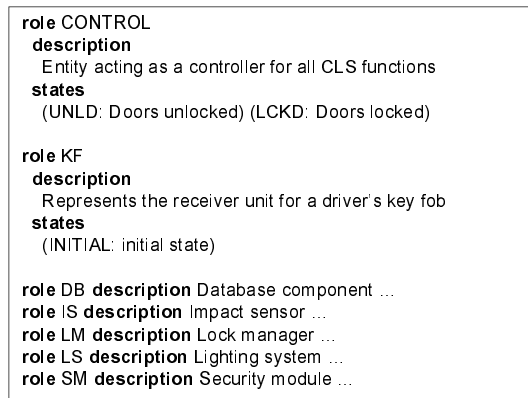 role CONTROL
description
Entity acting as a controller for all CLS functions
states
(UNLD: Doors unlocked) (LCKD: Doors locked)
role KF
description
Represents the receiver unit for a driver's key fob
states
(INITIAL: initial state)
role DB description Database component ...
role IS description Impact sensor ...
role LM description Lock manager ...
role LS description Lighting system ...
role SM description Security module ...